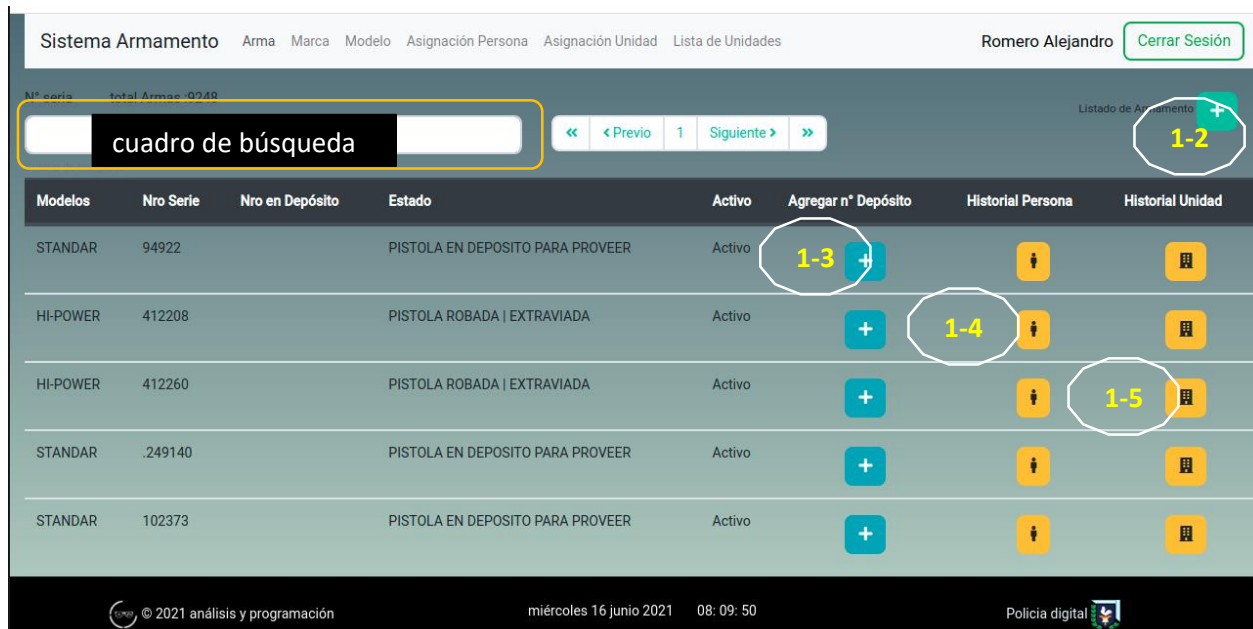 Sistema Armamento Arma Marca Modelo Asignación Persona Asignación Unidad Lista de Unidades Romero Alejandro Cerrar Sesión
N° seria total Armas :9248
Listado de Armamento
1-2
cuadro de búsqueda
« Previo 1 Siguiente »
Modelos Nro Serie Nro en Depósito Estado Activo Agregar n° Depósito Historial Persona Historial Unidad
STANDAR 94922 PISTOLA EN DEPOSITO PARA PROVEER Activo 1-3
HI-POWER 412208 PISTOLA ROBADA | EXTRAVIADA Activo 1-4
HI-POWER 412260 PISTOLA ROBADA | EXTRAVIADA Activo 1-5
STANDAR .249140 PISTOLA EN DEPOSITO PARA PROVEER Activo
STANDAR 102373 PISTOLA EN DEPOSITO PARA PROVEER Activo
© 2021 análisis y programación miércoles 16 junio 2021 08: 09: 50 Policia digital